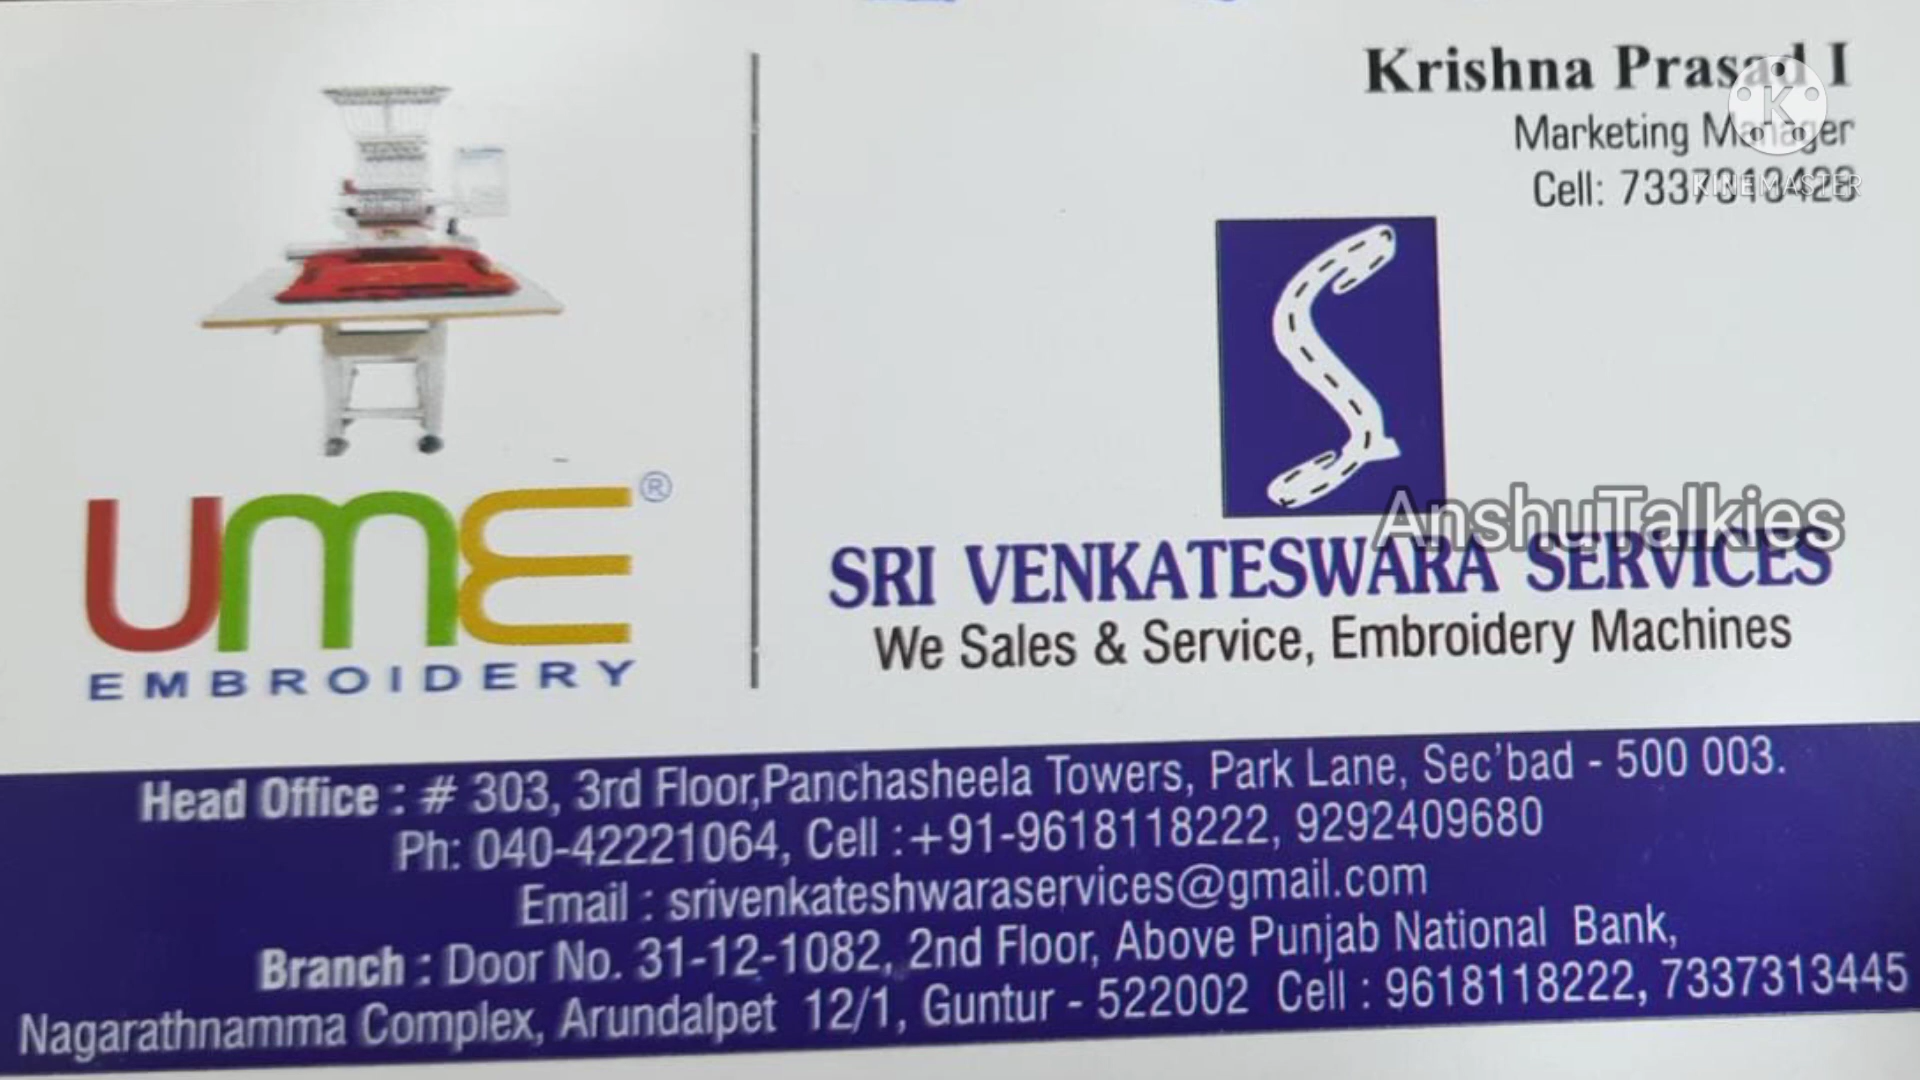 Krishna Prasad I
Marketing Manager
Cell:
KINEMASTER
UME ®
EMBROIDERY
AnshuTalkies
SRI VENKATESWARA SERVICES
We Sales & Service, Embroidery Machines
Head Office : # 303, 3rd Floor,Panchasheela Towers, Park Lane, Sec'bad - 500 003.
Ph: 040-42221064, Cell :+91-9618118222, 9292409680
Email : srivenkateshwaraservices@gmail.com
Branch : Door No. 31-12-1082, 2nd Floor, Above Punjab National Bank,
Nagarathnamma Complex, Arundalpet 12/1, Guntur - 522002 Cell : 9618118222, 7337313445